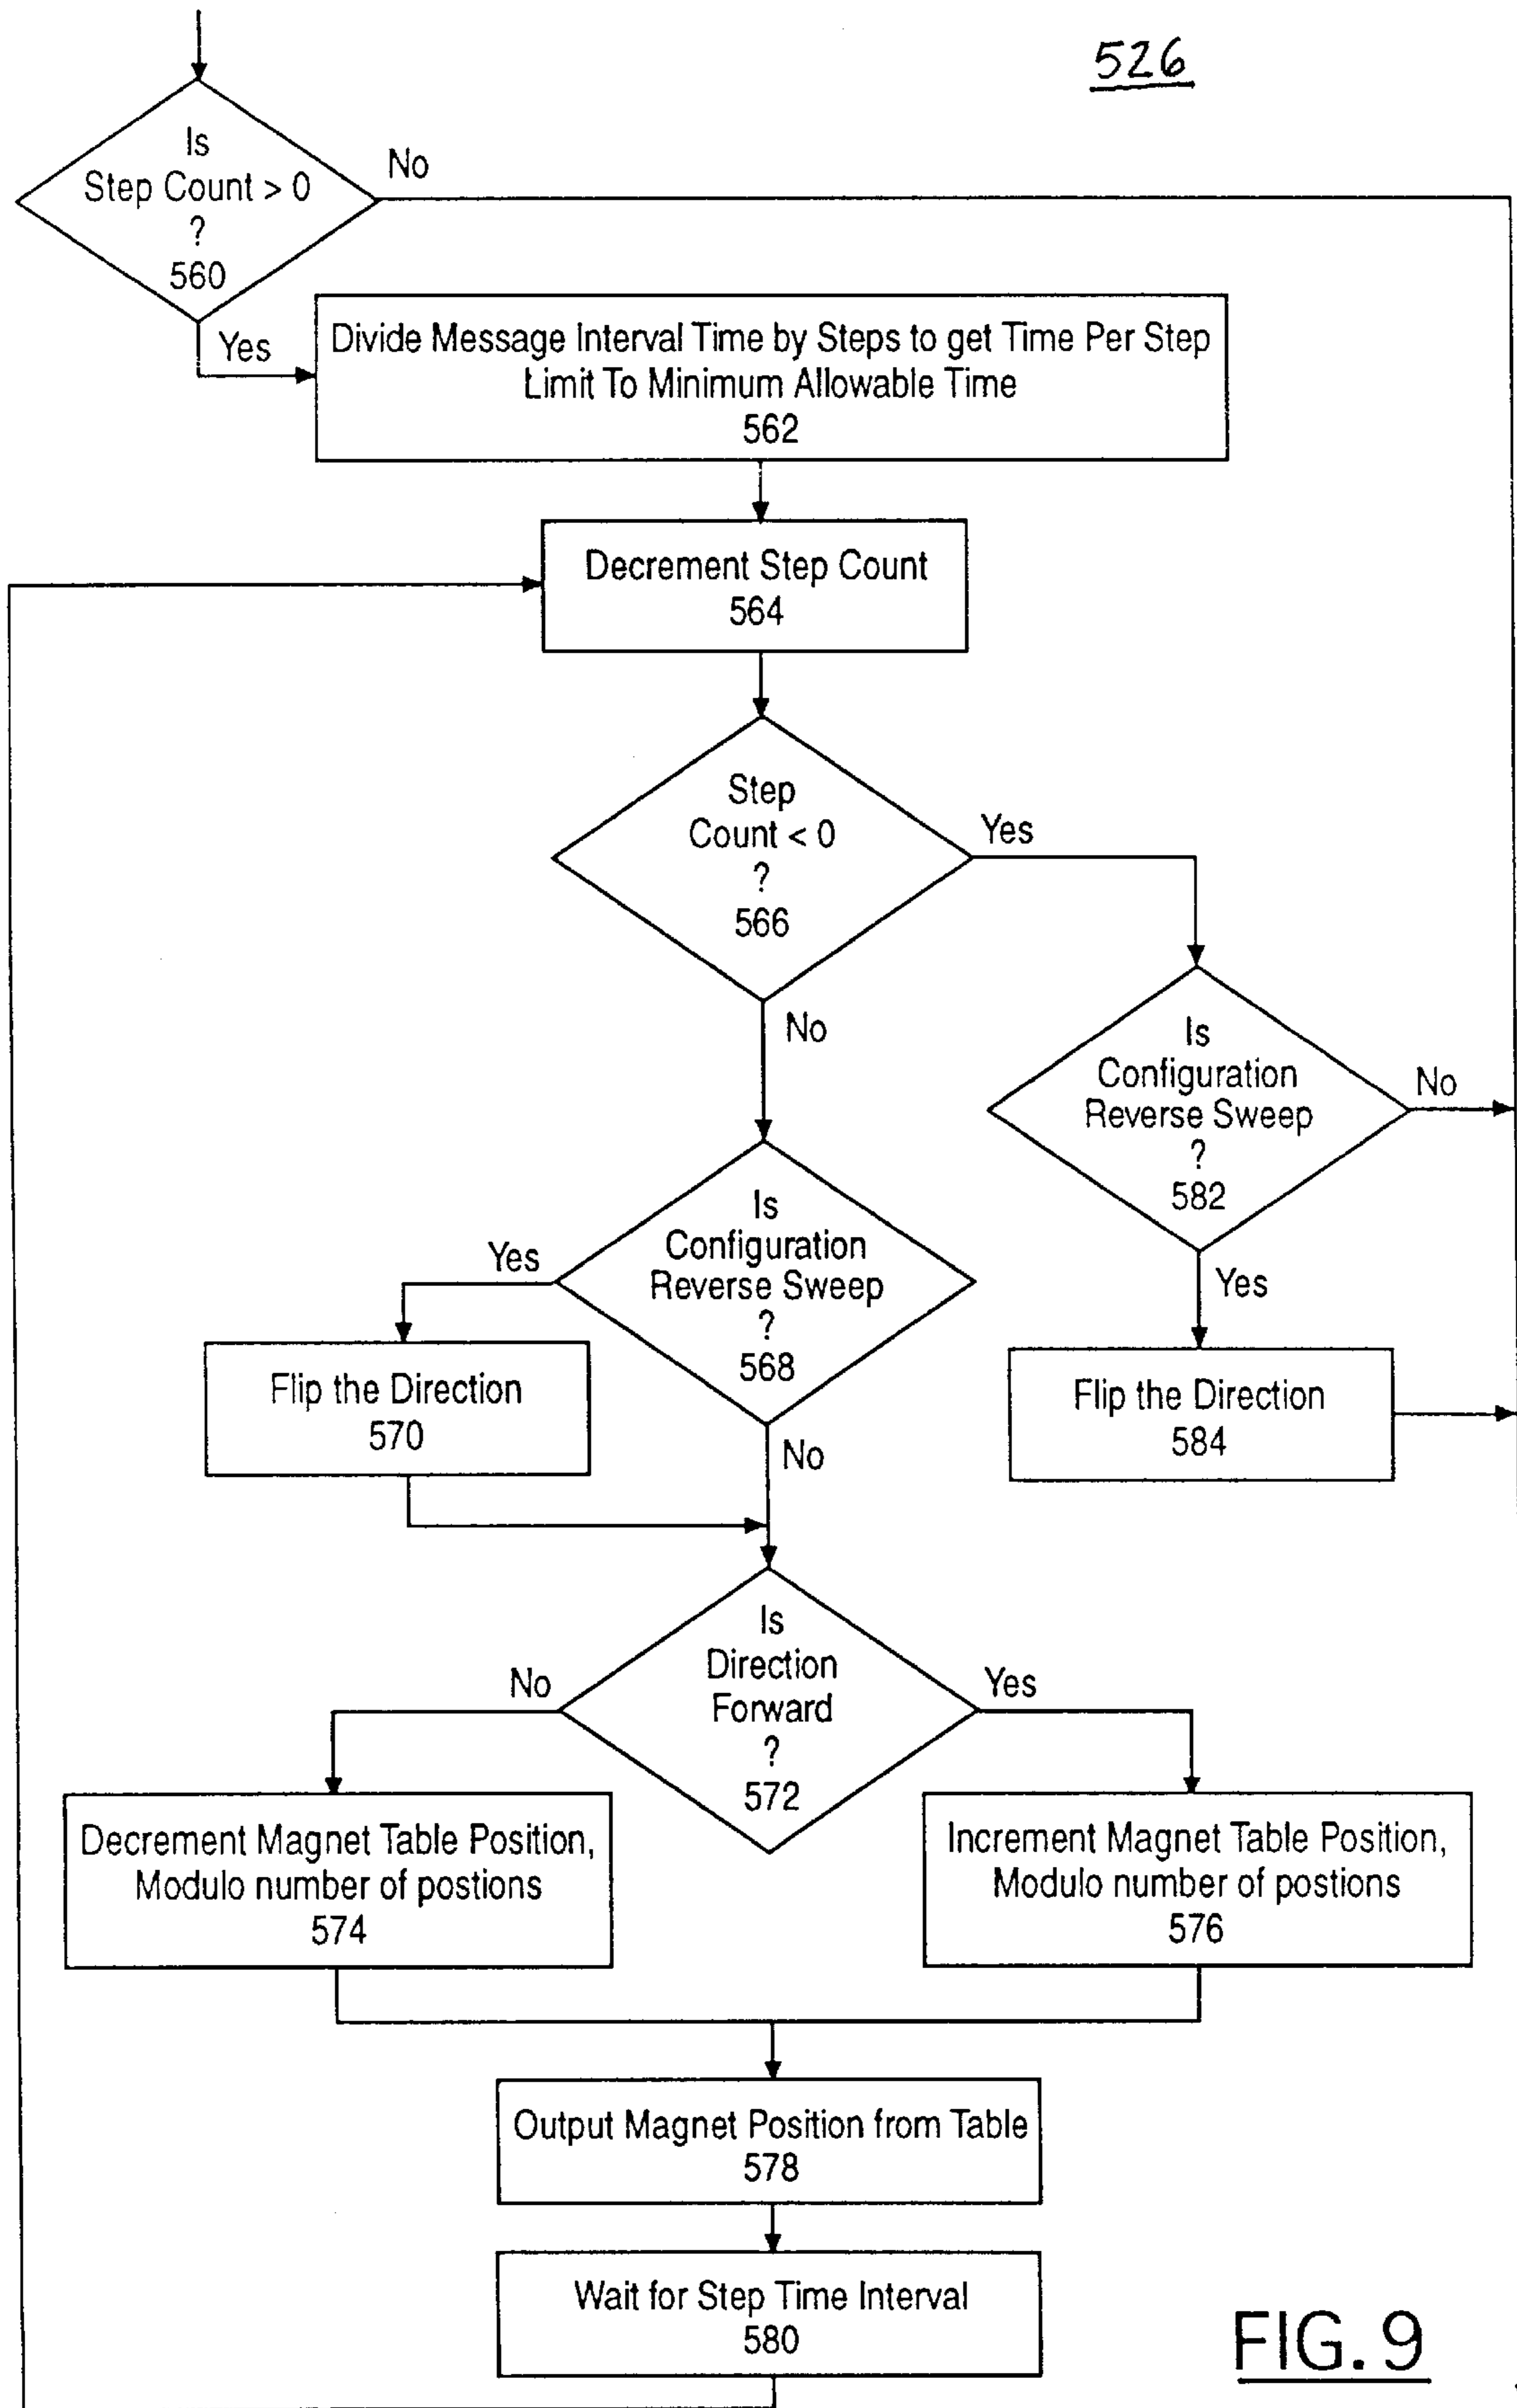 526
Is
Step Count > 0
?
560
No
Yes
Divide Message Interval Time by Steps to get Time Per Step
Limit To Minimum Allowable Time
562
Decrement Step Count
564
Step
Count < 0
?
566
Yes
No
Is
Configuration
Reverse Sweep
?
582
No
Yes
Is
Configuration
Reverse Sweep
?
568
Yes
No
Flip the Direction
570
Flip the Direction
584
Is
Direction
Forward
?
572
No
Yes
Decrement Magnet Table Position,
Modulo number of postions
574
Increment Magnet Table Position,
Modulo number of postions
576
Output Magnet Position from Table
578
Wait for Step Time Interval
580
FIG. 9